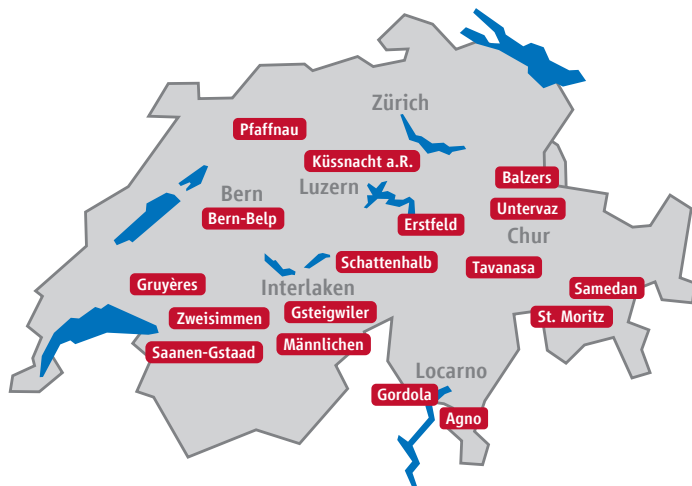 Zürich
Pfaffnau
Küssnacht a.R.
Balzers
Luzern
Bern
Untervaz
Bern-Belp
Erstfeld
Chur
Schattenhalb
Tavanasa
Gruyères
Interlaken
Samedan
Gsteigwiler
Zweisimmen
St. Moritz
Männlichen
Saanen-Gstaad
Locarno
Gordola
Agno